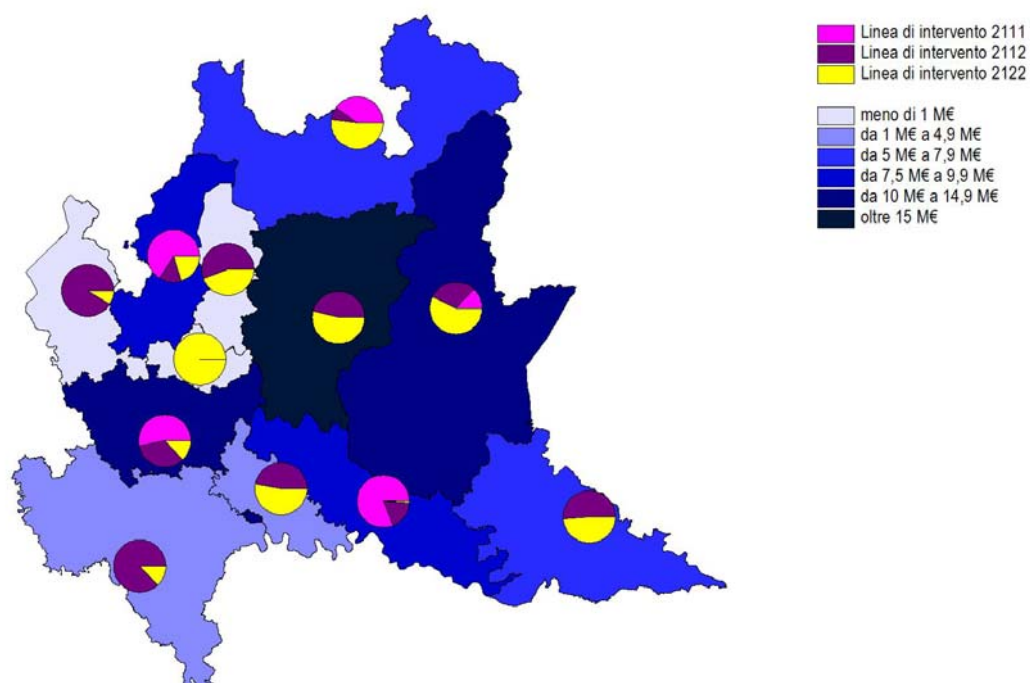 Linea di intervento 2111
Linea di intervento 2112
Linea di intervento 2122
meno di 1 M€
da 1 M€ a 4,9 M€
da 5 M€ a 7,9 M€
da 7,5 M€ a 9,9 M€
da 10 M€ a 14,9 M€
oltre 15 M€